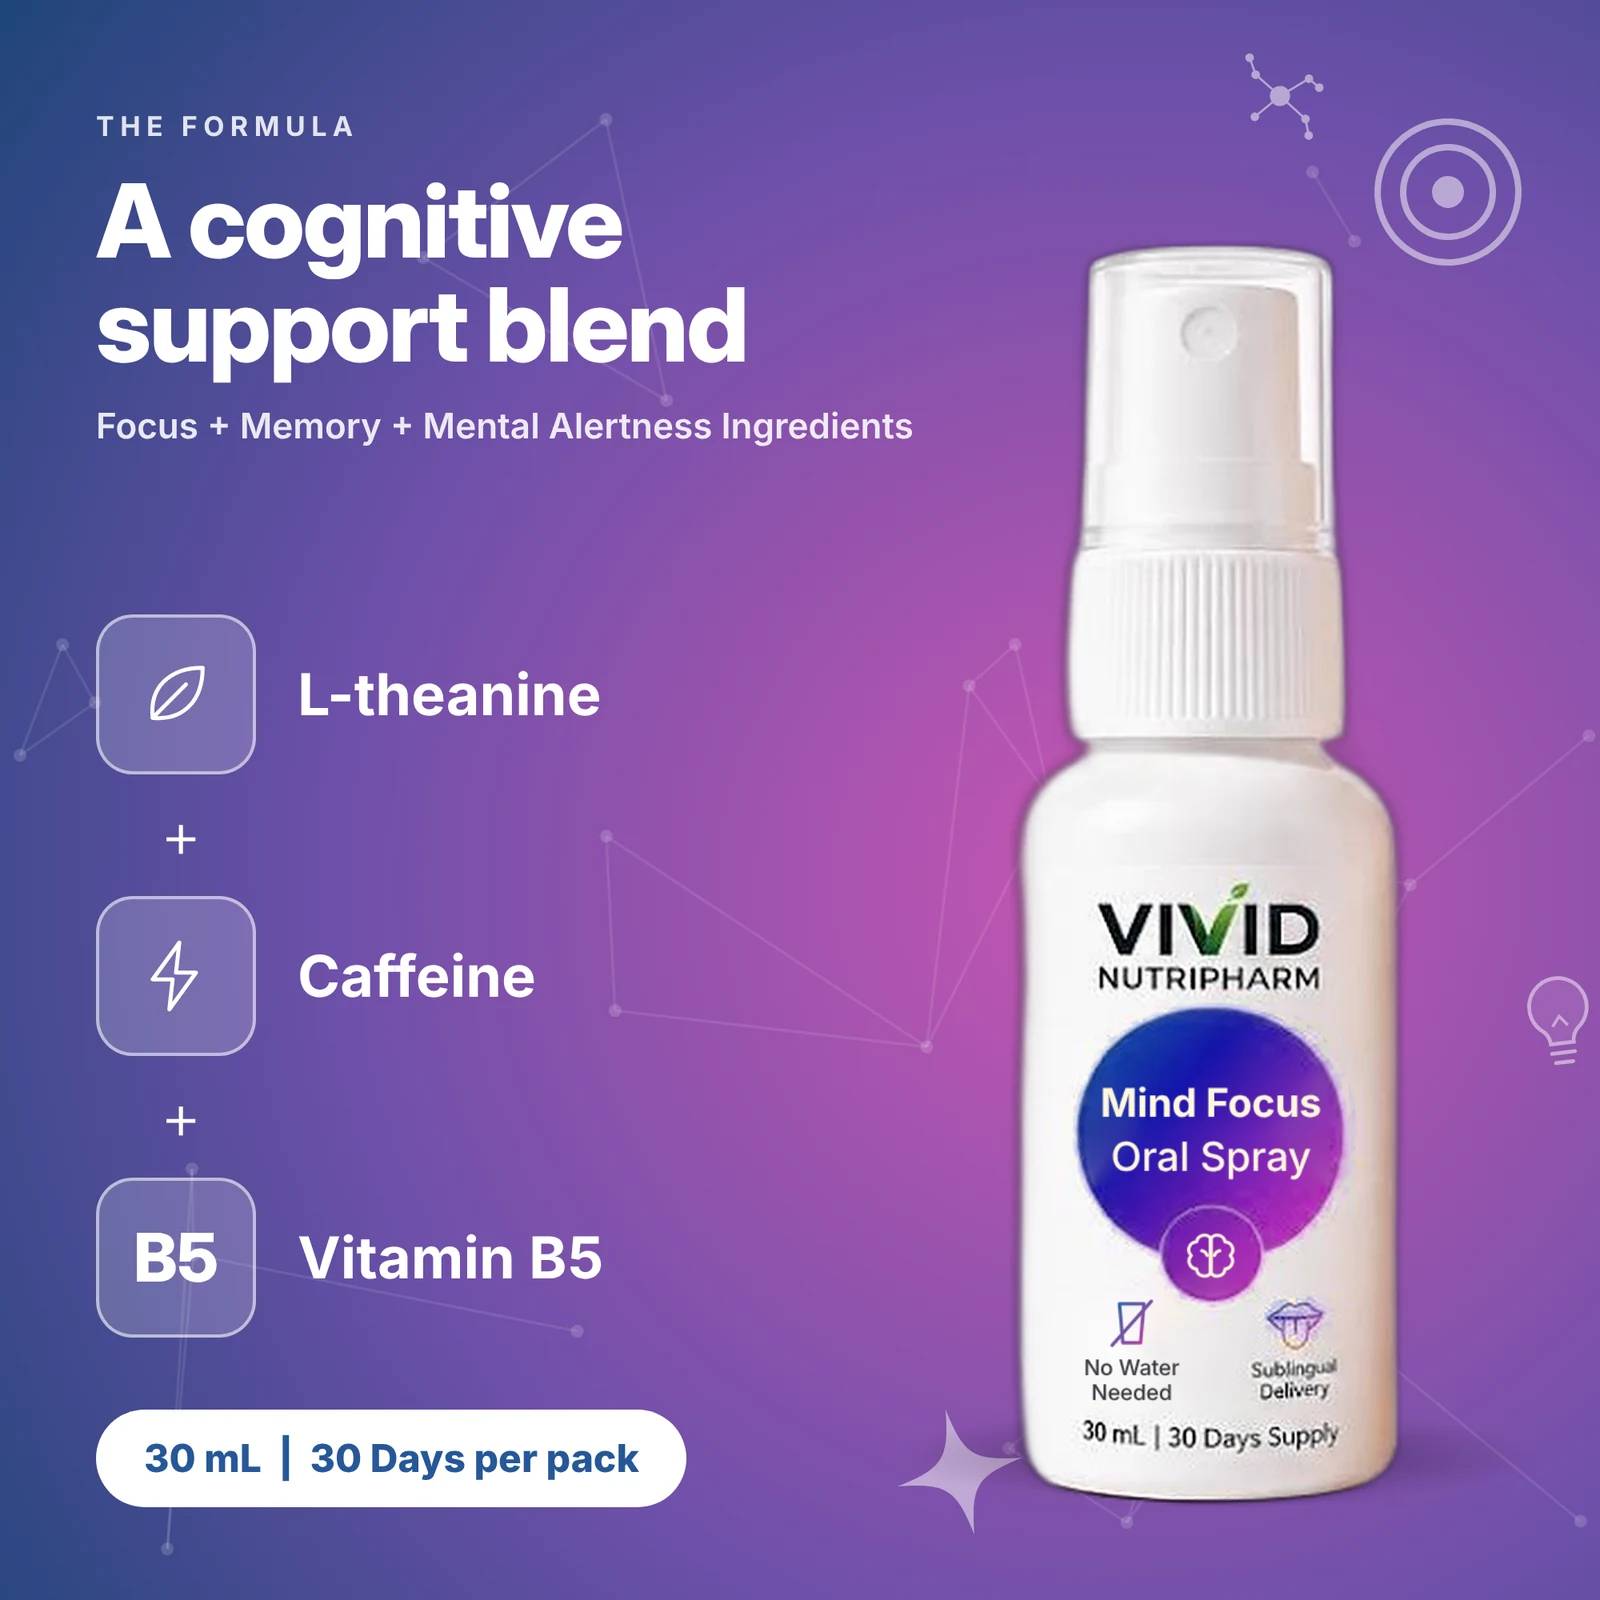 THE FORMULA
A cognitive
support blend
Focus + Memory + Mental Alertness Ingredients
L-theanine
+
Caffeine
+
B5
Vitamin B5
30 mL | 30 Days per pack
VIVID
NUTRIPHARM
Mind Focus
Oral Spray
No Water
Needed
Sublingual
Delivery
30 mL | 30 Days Supply